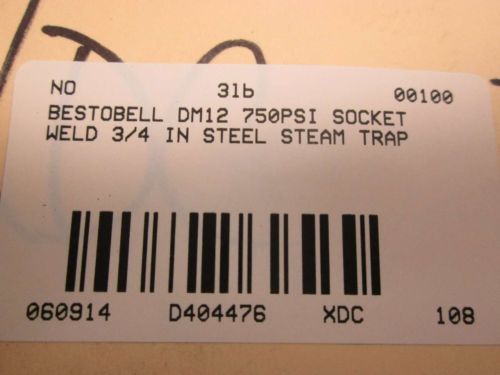 NO 3lb 00100
BESTOBELL DM12 750PSI SOCKET
WELD 3/4 IN STEEL STEAM TRAP
060914 D404476 XDC 108